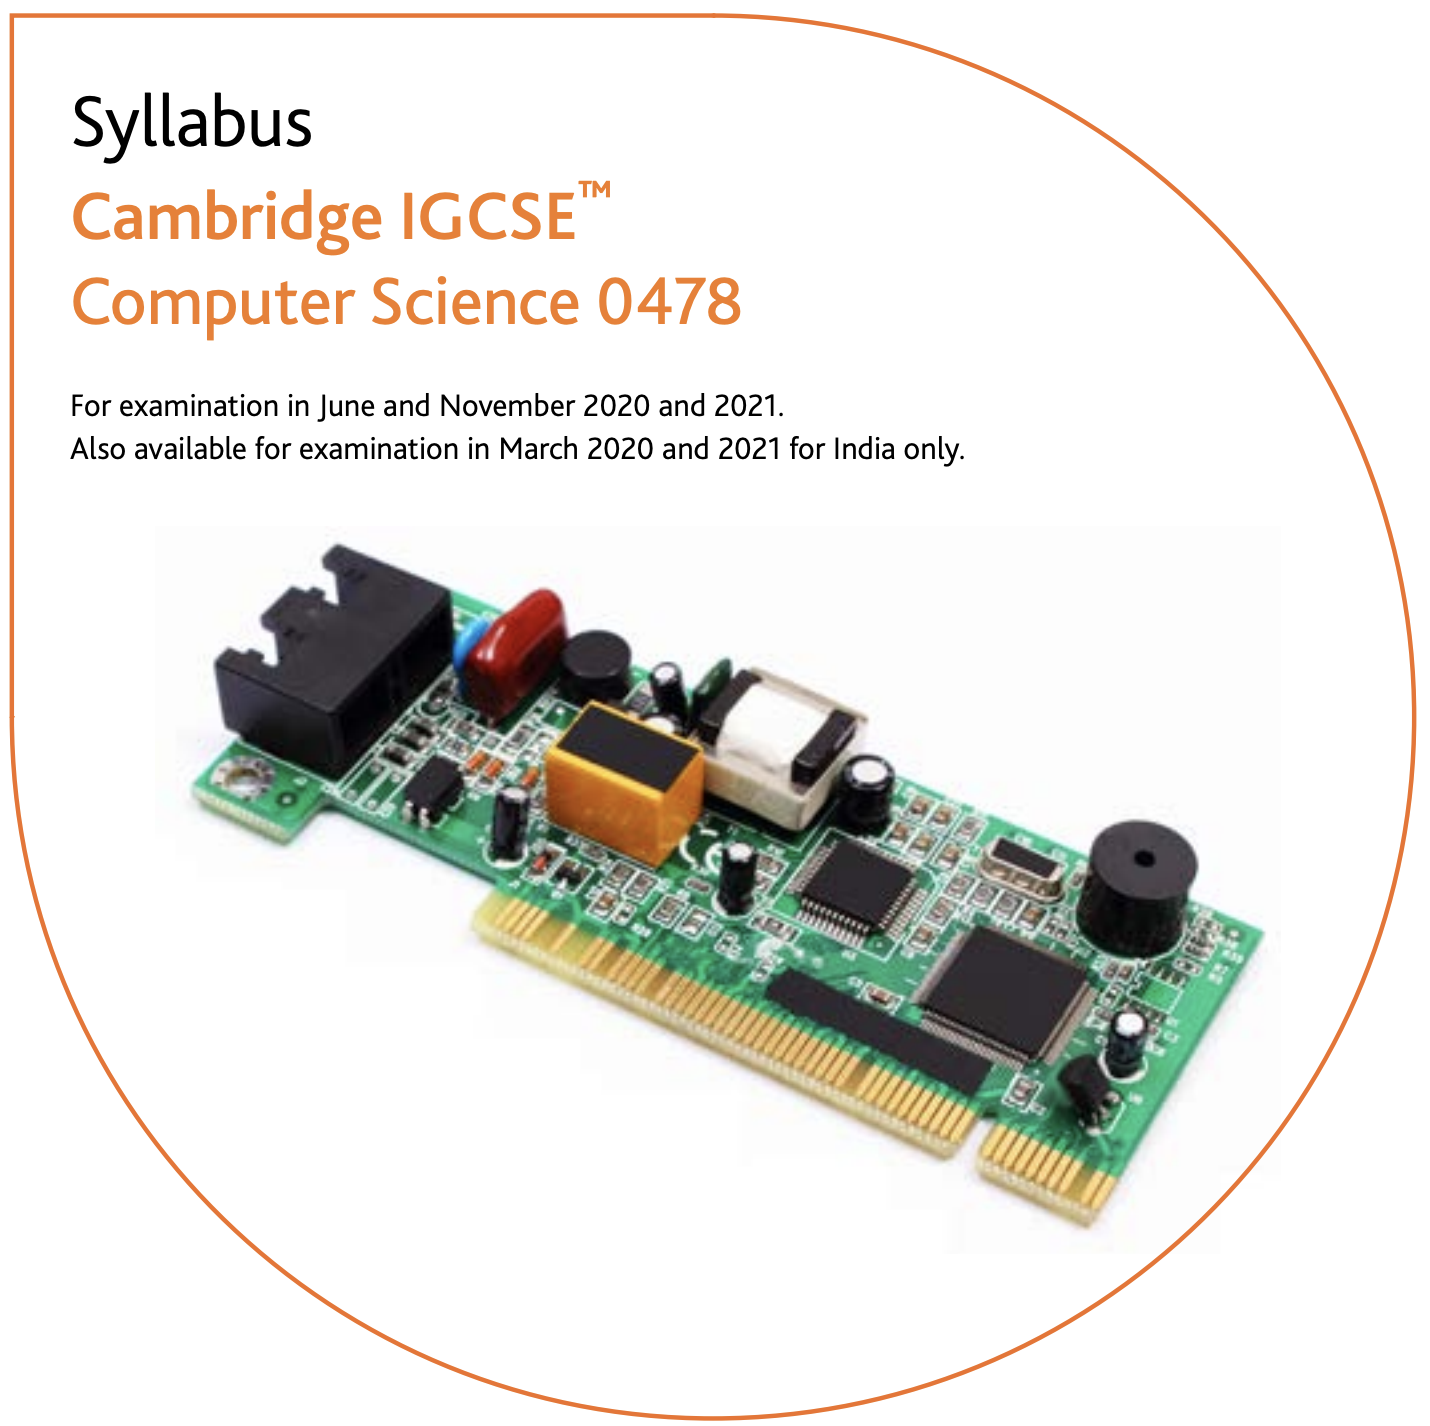 Syllabus
Cambridge IGCSE™
Computer Science 0478
For examination in June and November 2020 and 2021.
Also available for examination in March 2020 and 2021 for India only.